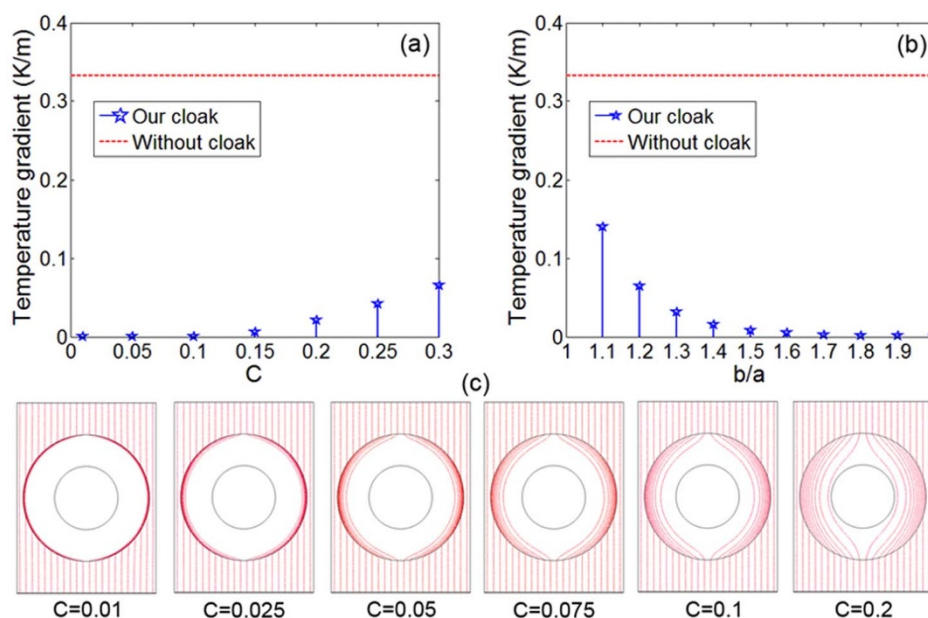 0.4
0.3
0.2
0.1
0
Temperature gradient (K/m)
(a)
Our cloak
Without cloak
0 0.05 0.1 0.15 0.2 0.25 0.3
C
0.4
0.3
0.2
0.1
0
Temperature gradient (K/m)
(b)
Our cloak
Without cloak
1 1.1 1.2 1.3 1.4 1.5 1.6 1.7 1.8 1.9
b/a
(c)
C=0.01 C=0.025 C=0.05 C=0.075 C=0.1 C=0.2